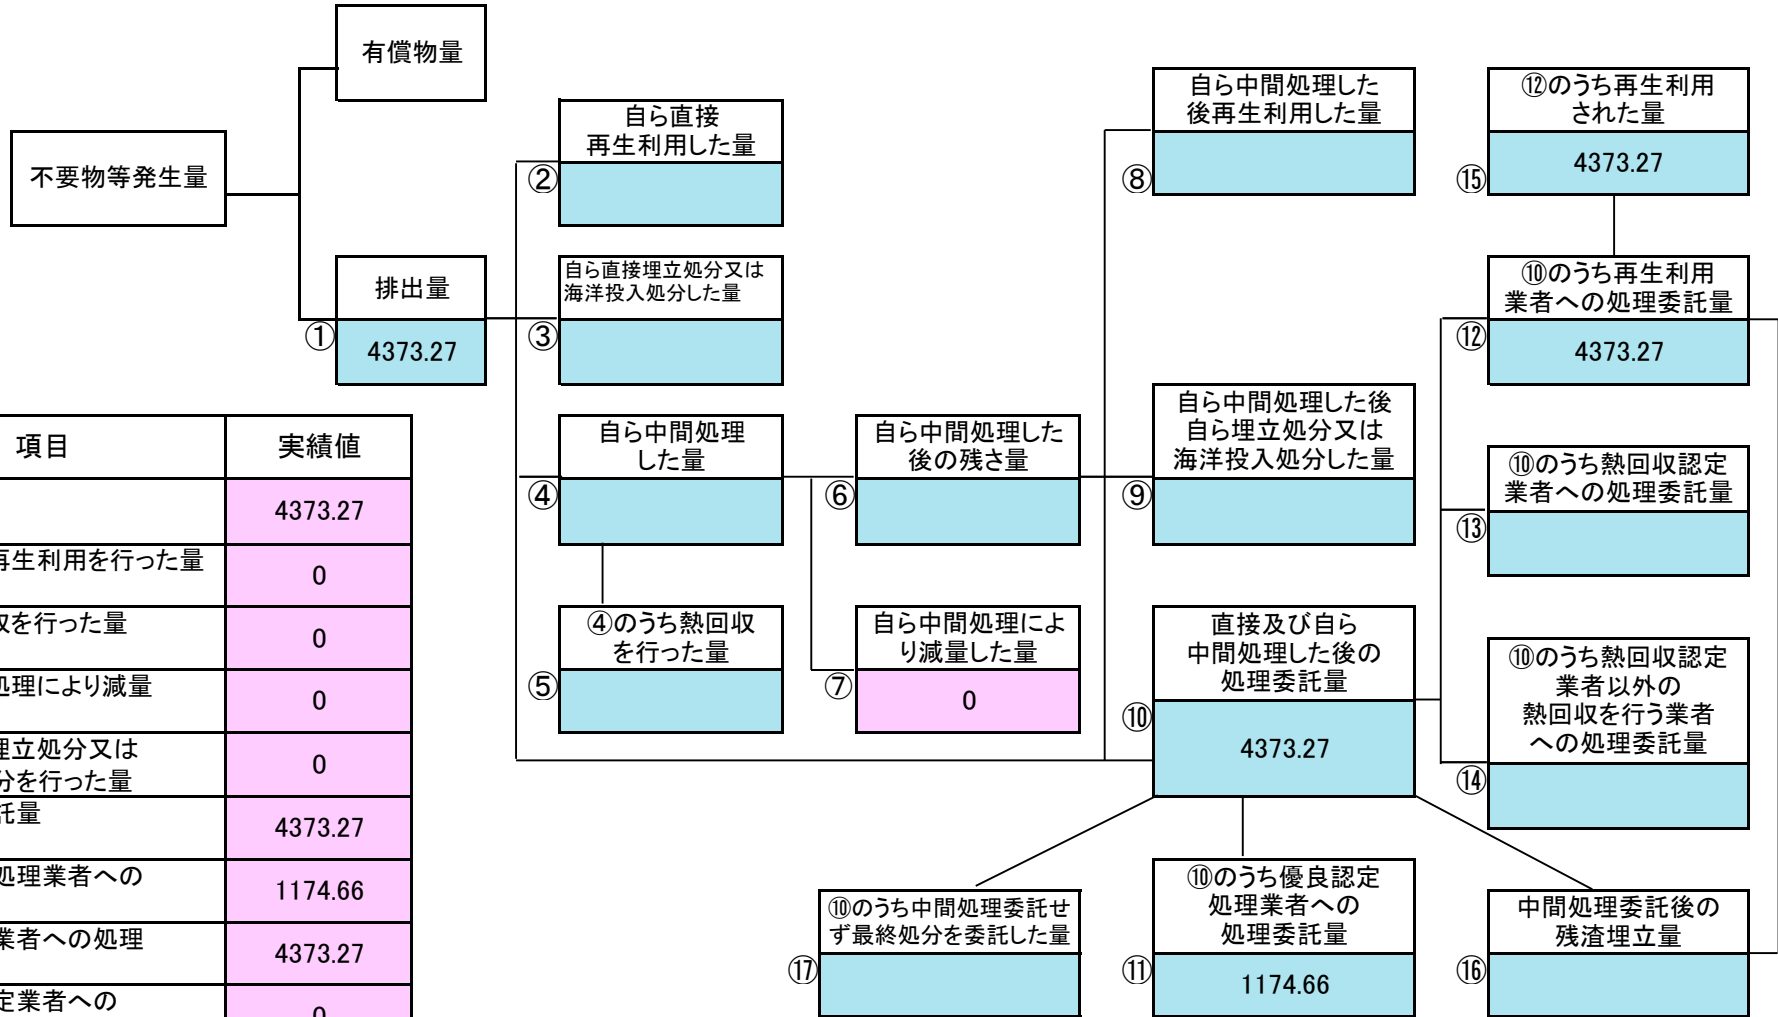 有償物量
不要物等発生量
排出量
①
4373.27
自ら直接
再生利用した量
②
自ら直接埋立処分又は
海洋投入処分した量
③
自ら中間処理
した量
④
④のうち熱回収
を行った量
⑤
自ら中間処理した
後の残さ量
⑥
自ら中間処理によ
り減量した量
⑦
0
自ら中間処理した
後再生利用した量
⑧
自ら中間処理した後
自ら埋立処分又は
海洋投入処分した量
⑨
直接及び自ら
中間処理した後の
処理委託量
⑩
4373.27
⑫のうち再生利用
された量
4373.27
⑮
⑩のうち再生利用
業者への処理委託量
⑫
4373.27
⑩のうち熱回収認定
業者への処理委託量
⑬
⑩のうち熱回収認定
業者以外の
熱回収を行う業者
への処理委託量
⑭
⑩のうち中間処理委託せ
ず最終処分を委託した量
⑰
⑩のうち優良認定
処理業者への
処理委託量
⑪
1174.66
中間処理委託後の
残渣埋立量
⑯
項目 実績値
4373.27
再生利用を行った量
0
収を行った量
0
処理により減量
0
埋立処分又は
分を行った量
0
託量
4373.27
処理業者への
1174.66
業者への処理
4373.27
定業者への
0